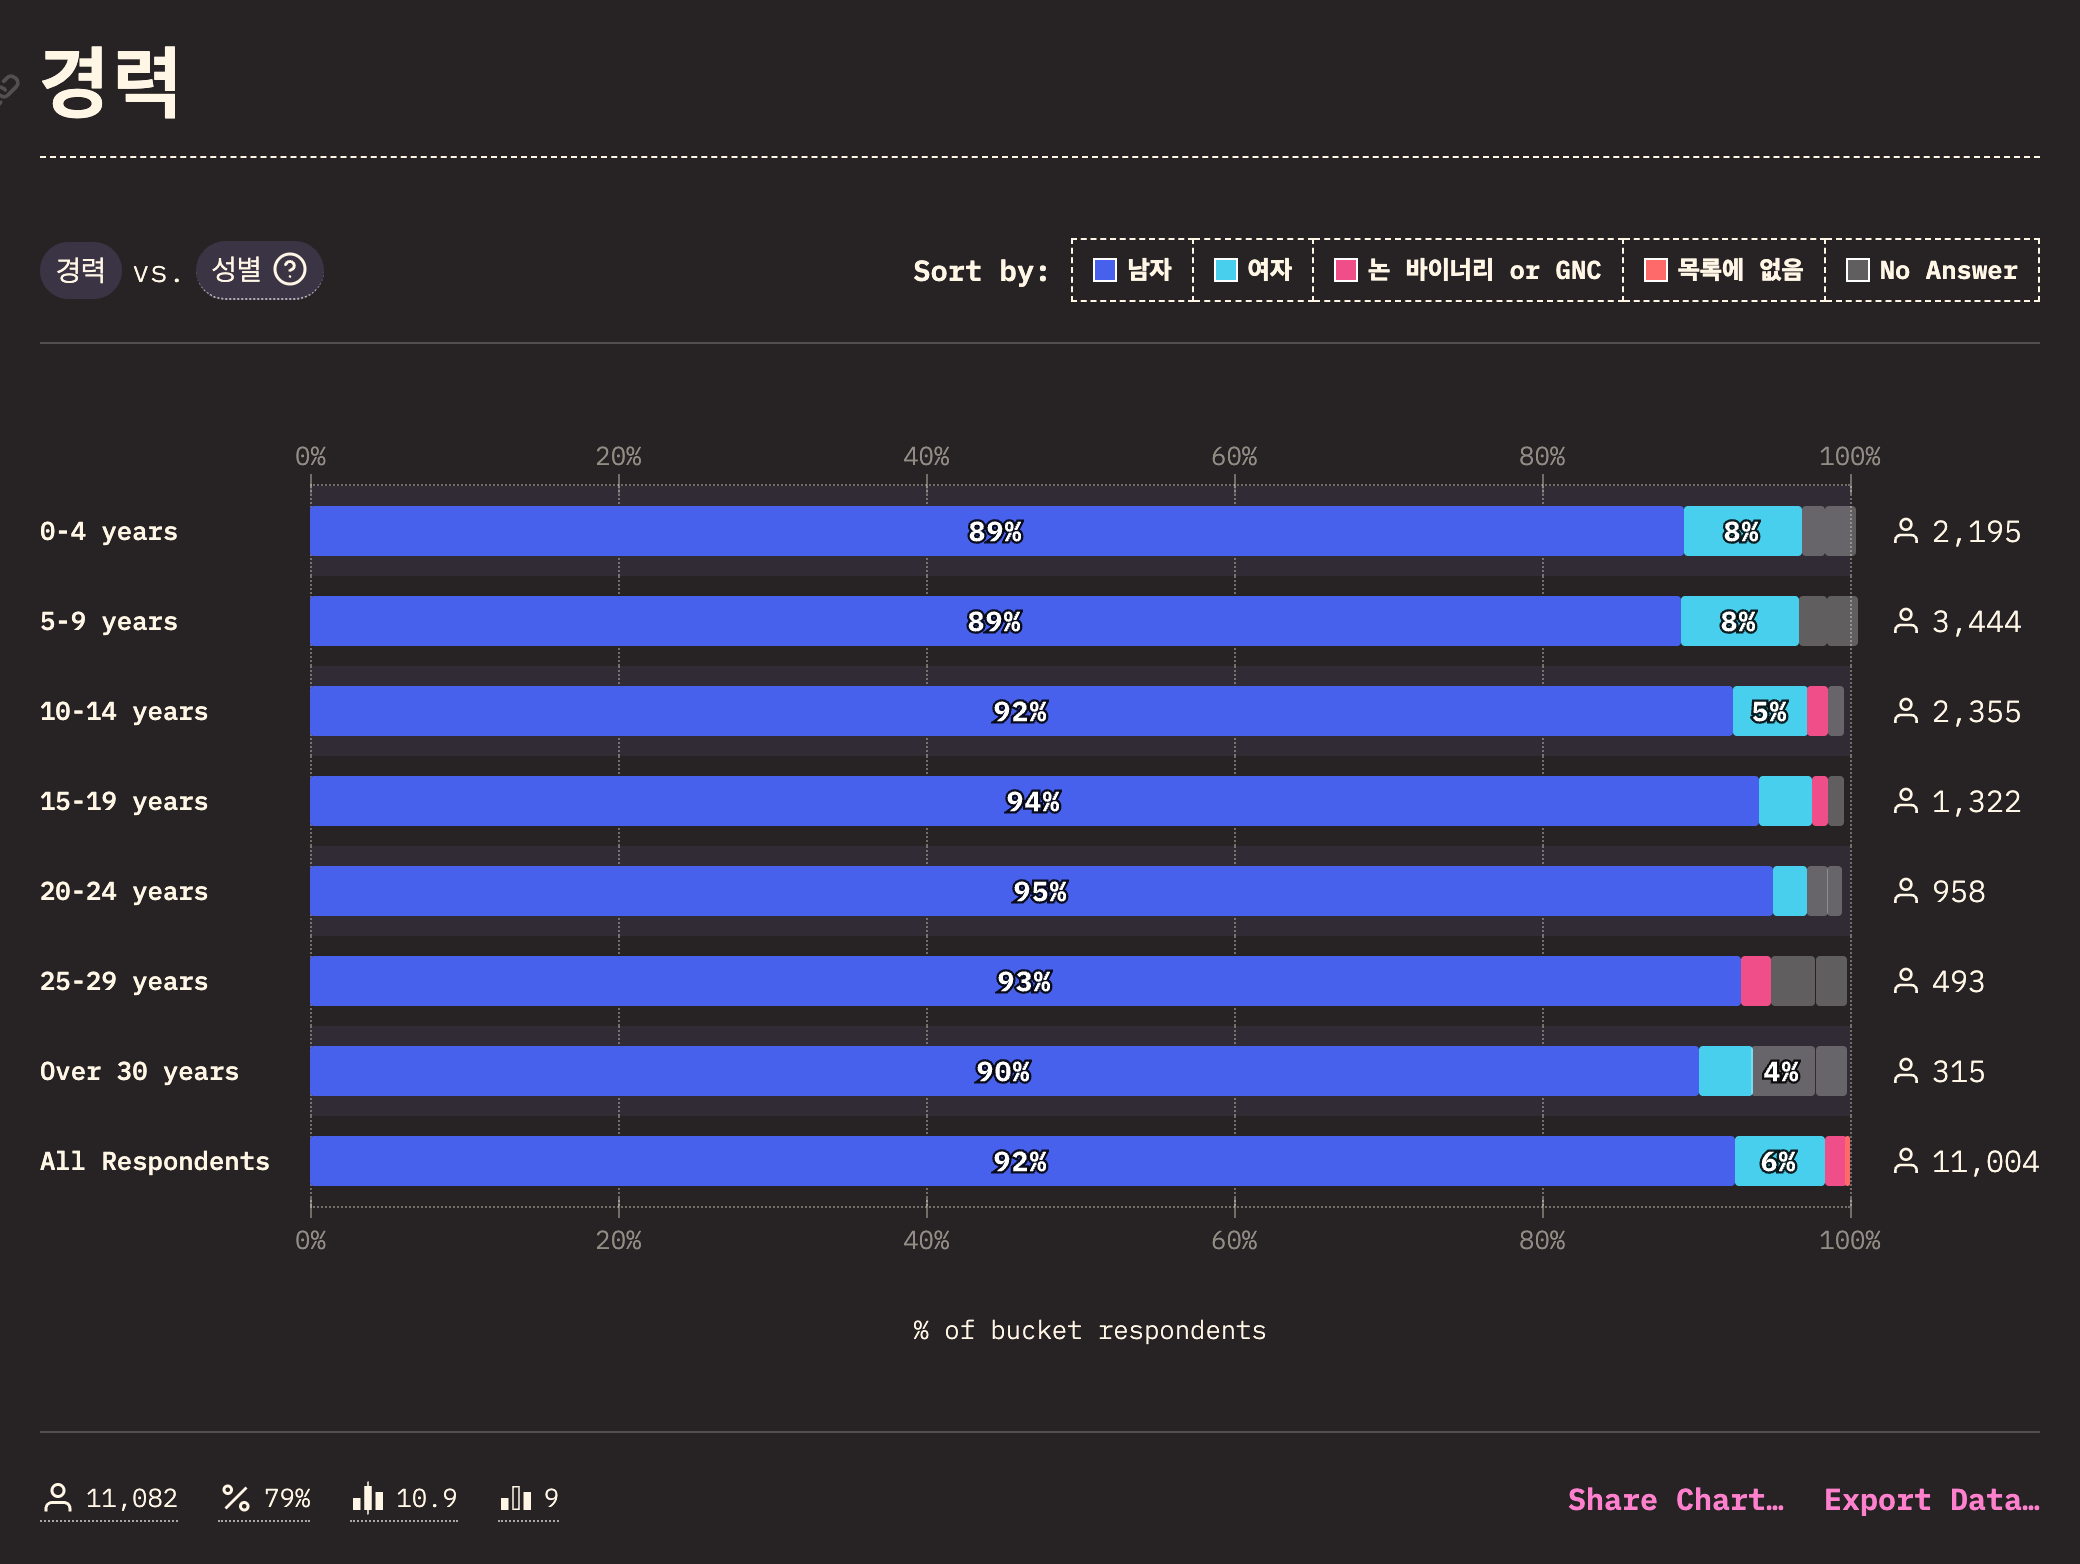 경력
경력 vs. 성별
Sort by: 남자 여자 논 바이너리 or GNC 목록에 없음 No Answer
0% 20% 40% 60% 80% 100%
0-4 years 89% 8% 2,195
5-9 years 89% 8% 3,444
10-14 years 92% 5% 2,355
15-19 years 94% 1,322
20-24 years 95% 958
25-29 years 93% 493
Over 30 years 90% 4% 315
All Respondents 92% 6% 11,004
0% 20% 40% 60% 80% 100%
% of bucket respondents
11,082 79% 10.9 9 Share Chart… Export Data…